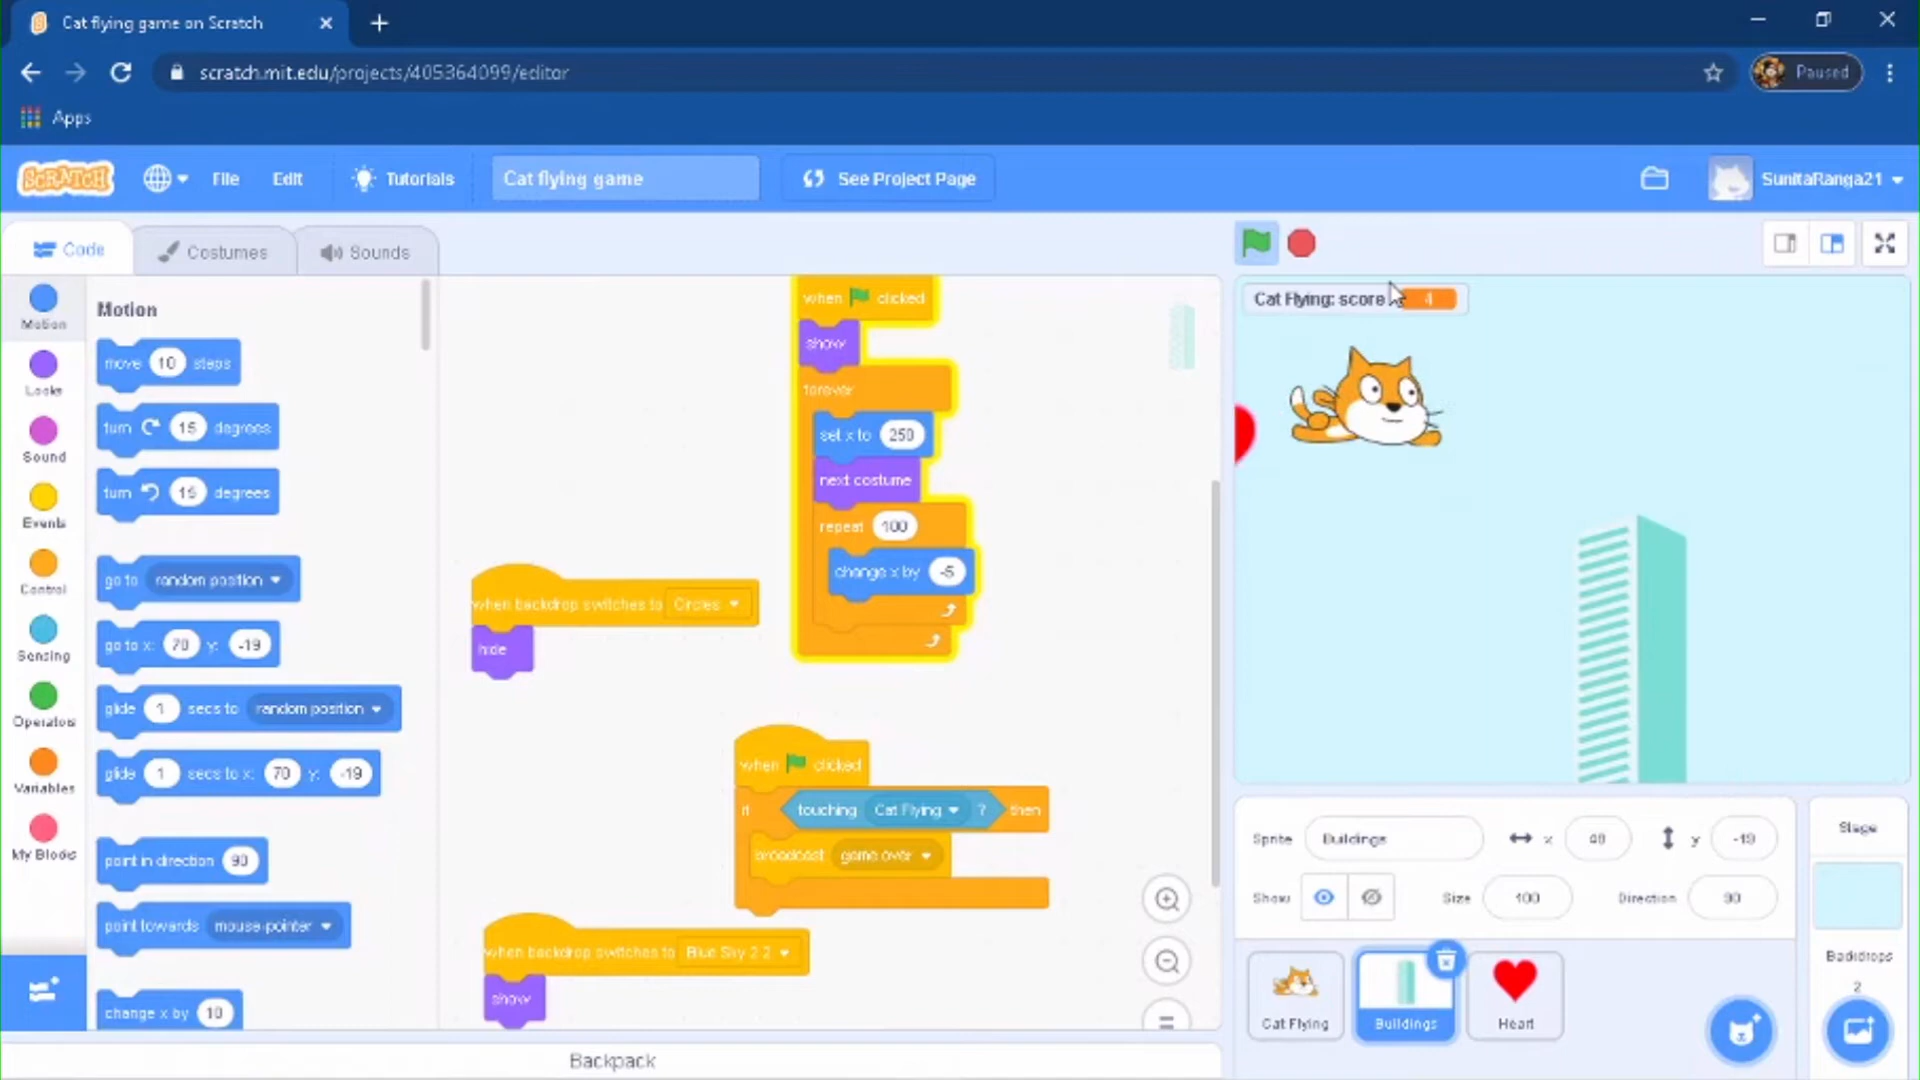 Cat flying game on Scratch
scratch.mit.edu/projects/405364099/editor
Paused
Apps
SCRATCH
File
Edit
Tutorials
Cat flying game
See Project Page
SunitaRanga21
Code
Costumes
Sounds
Motion
Looks
Sound
Events
Control
Sensing
Operators
Variables
My Blocks
Motion
move 10 steps
turn 15 degrees
turn 15 degrees
go to random position
go to x: 70 y: -19
glide 1 secs to random position
glide 1 secs to x: 70 y: -19
point in direction 90
point towards mouse-pointer
change x by 10
when clicked
show
forever
set x to 250
next costume
repeat 100
change x by -5
when backdrop switches to Circles
hide
when clicked
if touching Cat Flying ? then
broadcast game over
when backdrop switches to Blue Sky 2 2
show
Backpack
Cat Flying: score 4
Sprite Buildings x 48 y -19
Show Size 100 Direction 90
Cat Flying
Buildings
Heart
Stage
Backdrops
2